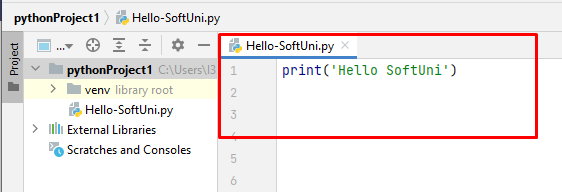 pythonProject1 Hello-SoftUni.py
Project
...
Hello-SoftUni.py
pythonProject1 C:\Users\I3
venv library root
Hello-SoftUni.py
External Libraries
Scratches and Consoles
1 print('Hello SoftUni')
2
3
4
5
6